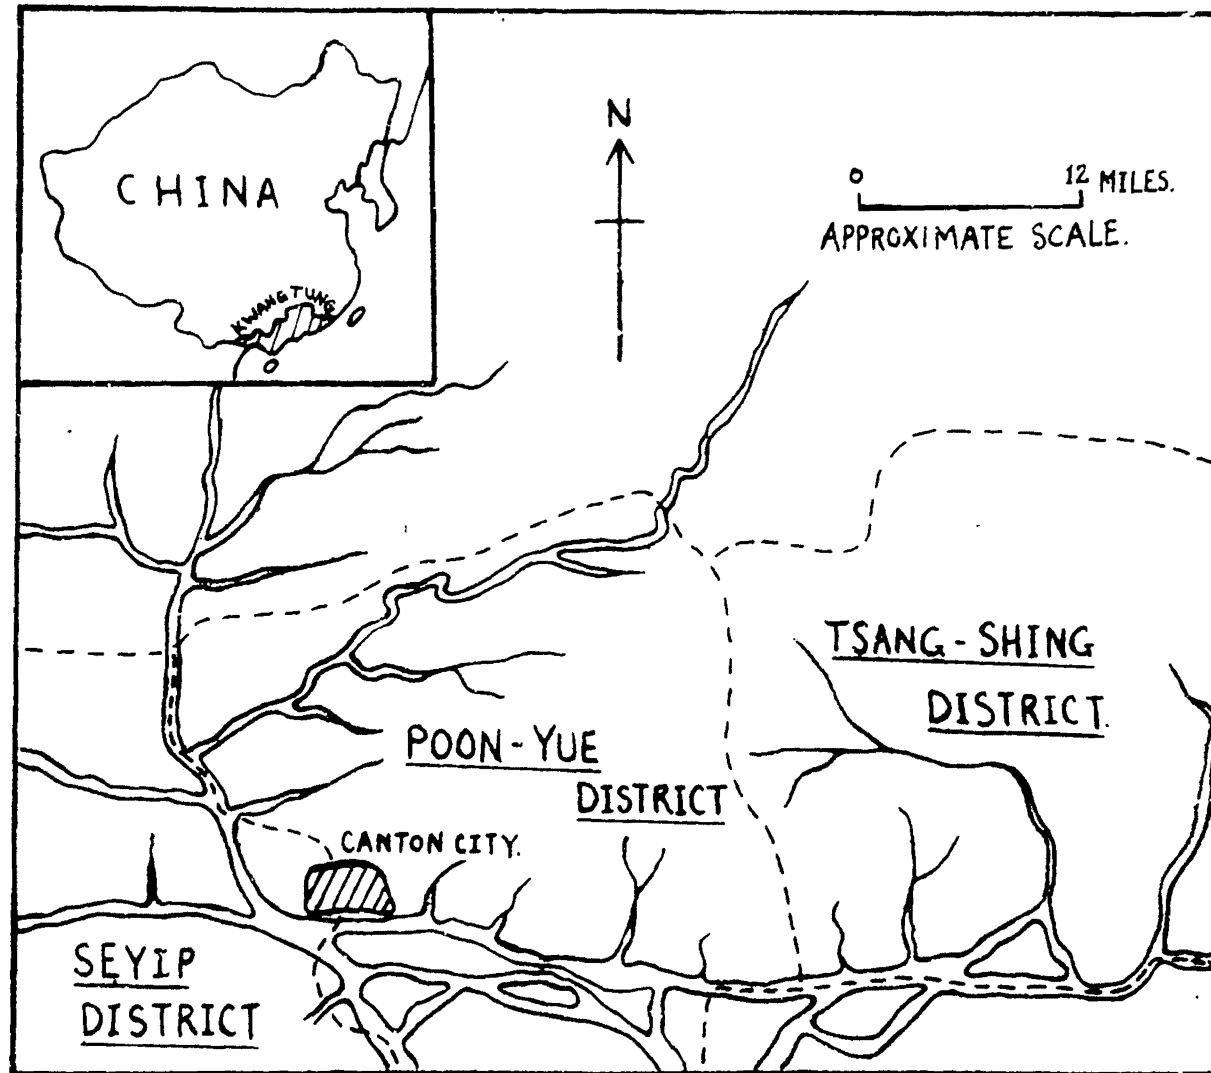 CHINA
KWANGTUNG
N
0 12 MILES.
APPROXIMATE SCALE.
TSANG-SHING
DISTRICT.
POON-YUE
DISTRICT
CANTON CITY.
SEYIP
DISTRICT